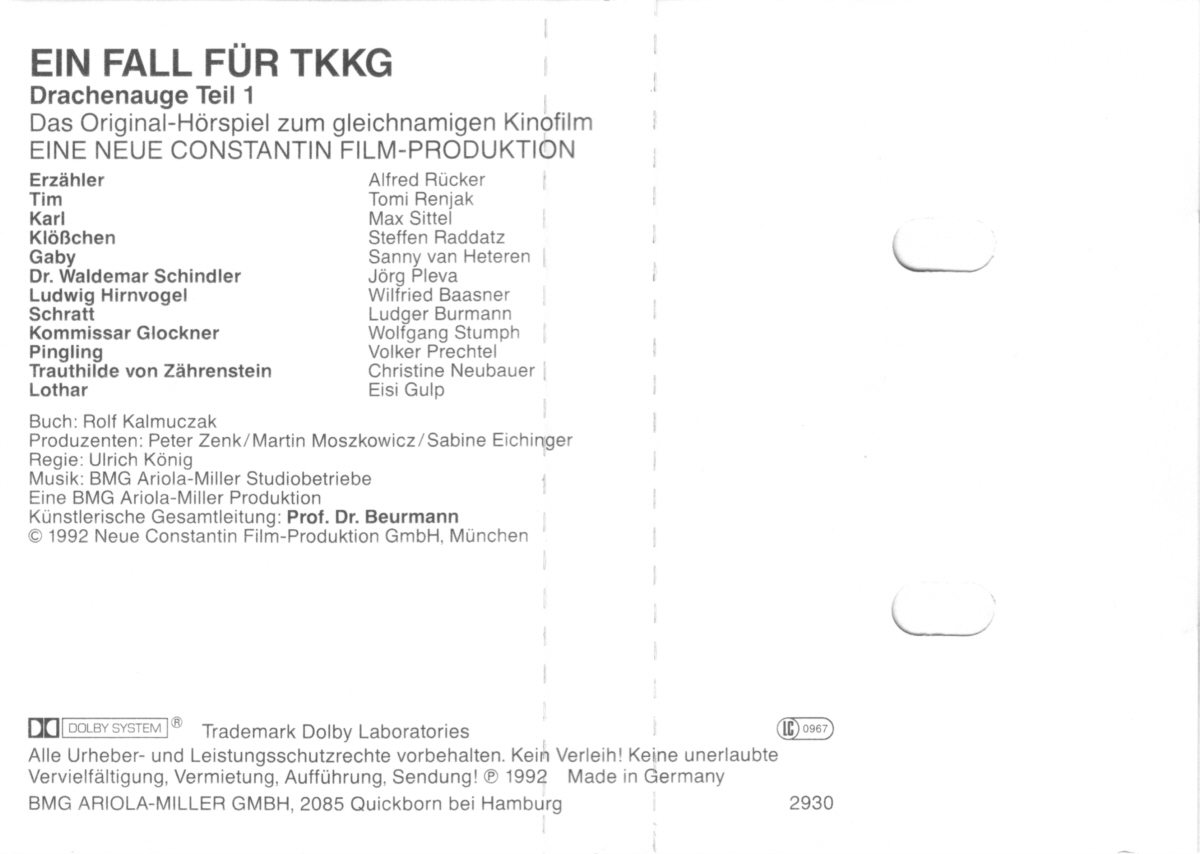 EIN FALL FÜR TKKG
Drachenauge Teil 1
Das Original-Hörspiel zum gleichnamigen Kinofilm
EINE NEUE CONSTANTIN FILM-PRODUKTION
Erzähler Alfred Rücker
Tim Tomi Renjak
Karl Max Sittel
Klößchen Steffen Raddatz
Gaby Sanny van Heteren
Dr. Waldemar Schindler Jörg Pleva
Ludwig Hirnvogel Wilfried Baasner
Schratt Ludger Burmann
Kommissar Glockner Wolfgang Stumph
Pingling Volker Prechtel
Trauthilde von Zährenstein Christine Neubauer
Lothar Eisi Gulp
Buch: Rolf Kalmuczak
Produzenten: Peter Zenk/Martin Moszkowicz/Sabine Eichinger
Regie: Ulrich König
Musik: BMG Ariola-Miller Studiobetriebe
Eine BMG Ariola-Miller Produktion
Künstlerische Gesamtleitung: Prof. Dr. Beurmann
© 1992 Neue Constantin Film-Produktion GmbH, München
DOLBY SYSTEM ® Trademark Dolby Laboratories LC 0967
Alle Urheber- und Leistungsschutzrechte vorbehalten. Kein Verleih! Keine unerlaubte
Vervielfältigung, Vermietung, Aufführung, Sendung! ℗ 1992 Made in Germany
BMG ARIOLA-MILLER GMBH, 2085 Quickborn bei Hamburg 2930